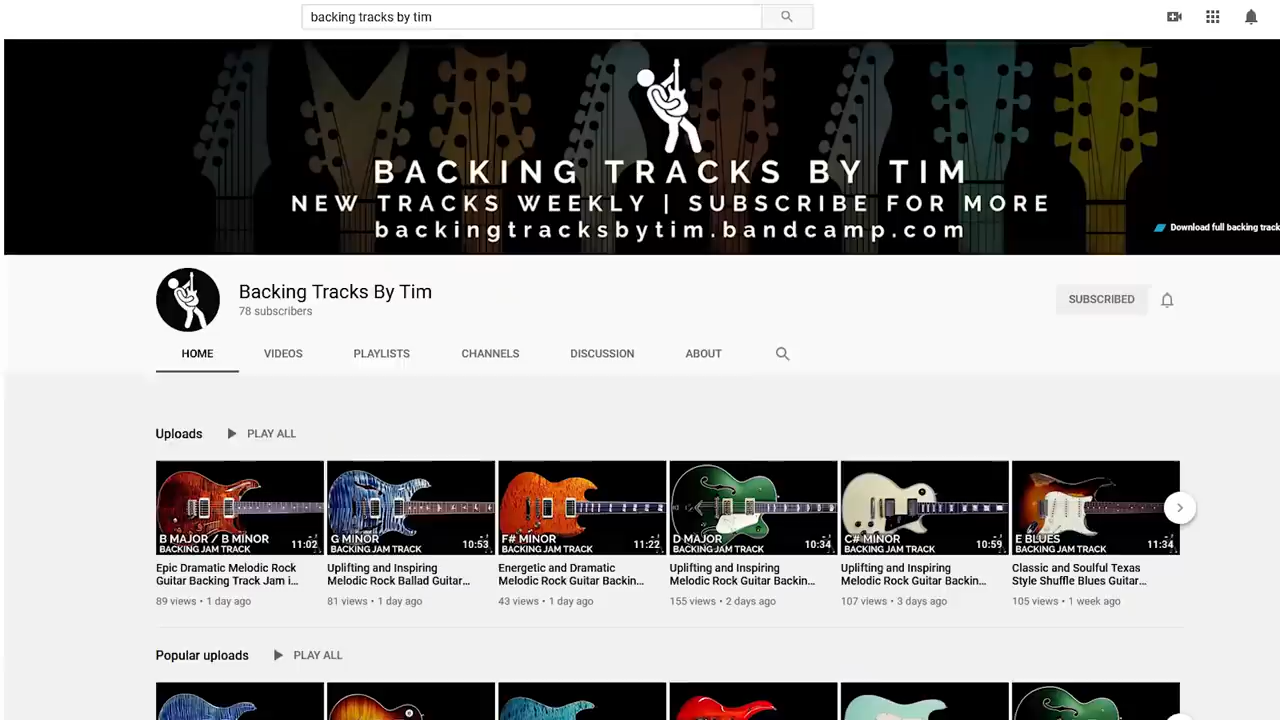 backing tracks by tim
BACKING TRACKS BY TIM
NEW TRACKS WEEKLY | SUBSCRIBE FOR MORE
backingtracksbytim.bandcamp.com
Download full backing track
Backing Tracks By Tim
78 subscribers
SUBSCRIBED
HOME VIDEOS PLAYLISTS CHANNELS DISCUSSION ABOUT
Uploads PLAY ALL
B MAJOR / B MINOR
BACKING JAM TRACK 11:02
Epic Dramatic Melodic Rock
Guitar Backing Track Jam i...
89 views • 1 day ago
G MINOR
BACKING JAM TRACK 10:53
Uplifting and Inspiring
Melodic Rock Ballad Guitar...
81 views • 1 day ago
F# MINOR
BACKING JAM TRACK 11:22
Energetic and Dramatic
Melodic Rock Guitar Backin...
43 views • 1 day ago
D MAJOR
BACKING JAM TRACK 10:34
Uplifting and Inspiring
Melodic Rock Guitar Backin...
155 views • 2 days ago
C# MINOR
BACKING JAM TRACK 10:59
Uplifting and Inspiring
Melodic Rock Guitar Backin...
107 views • 3 days ago
E BLUES
BACKING JAM TRACK 11:34
Classic and Soulful Texas
Style Shuffle Blues Guitar...
105 views • 1 week ago
Popular uploads PLAY ALL